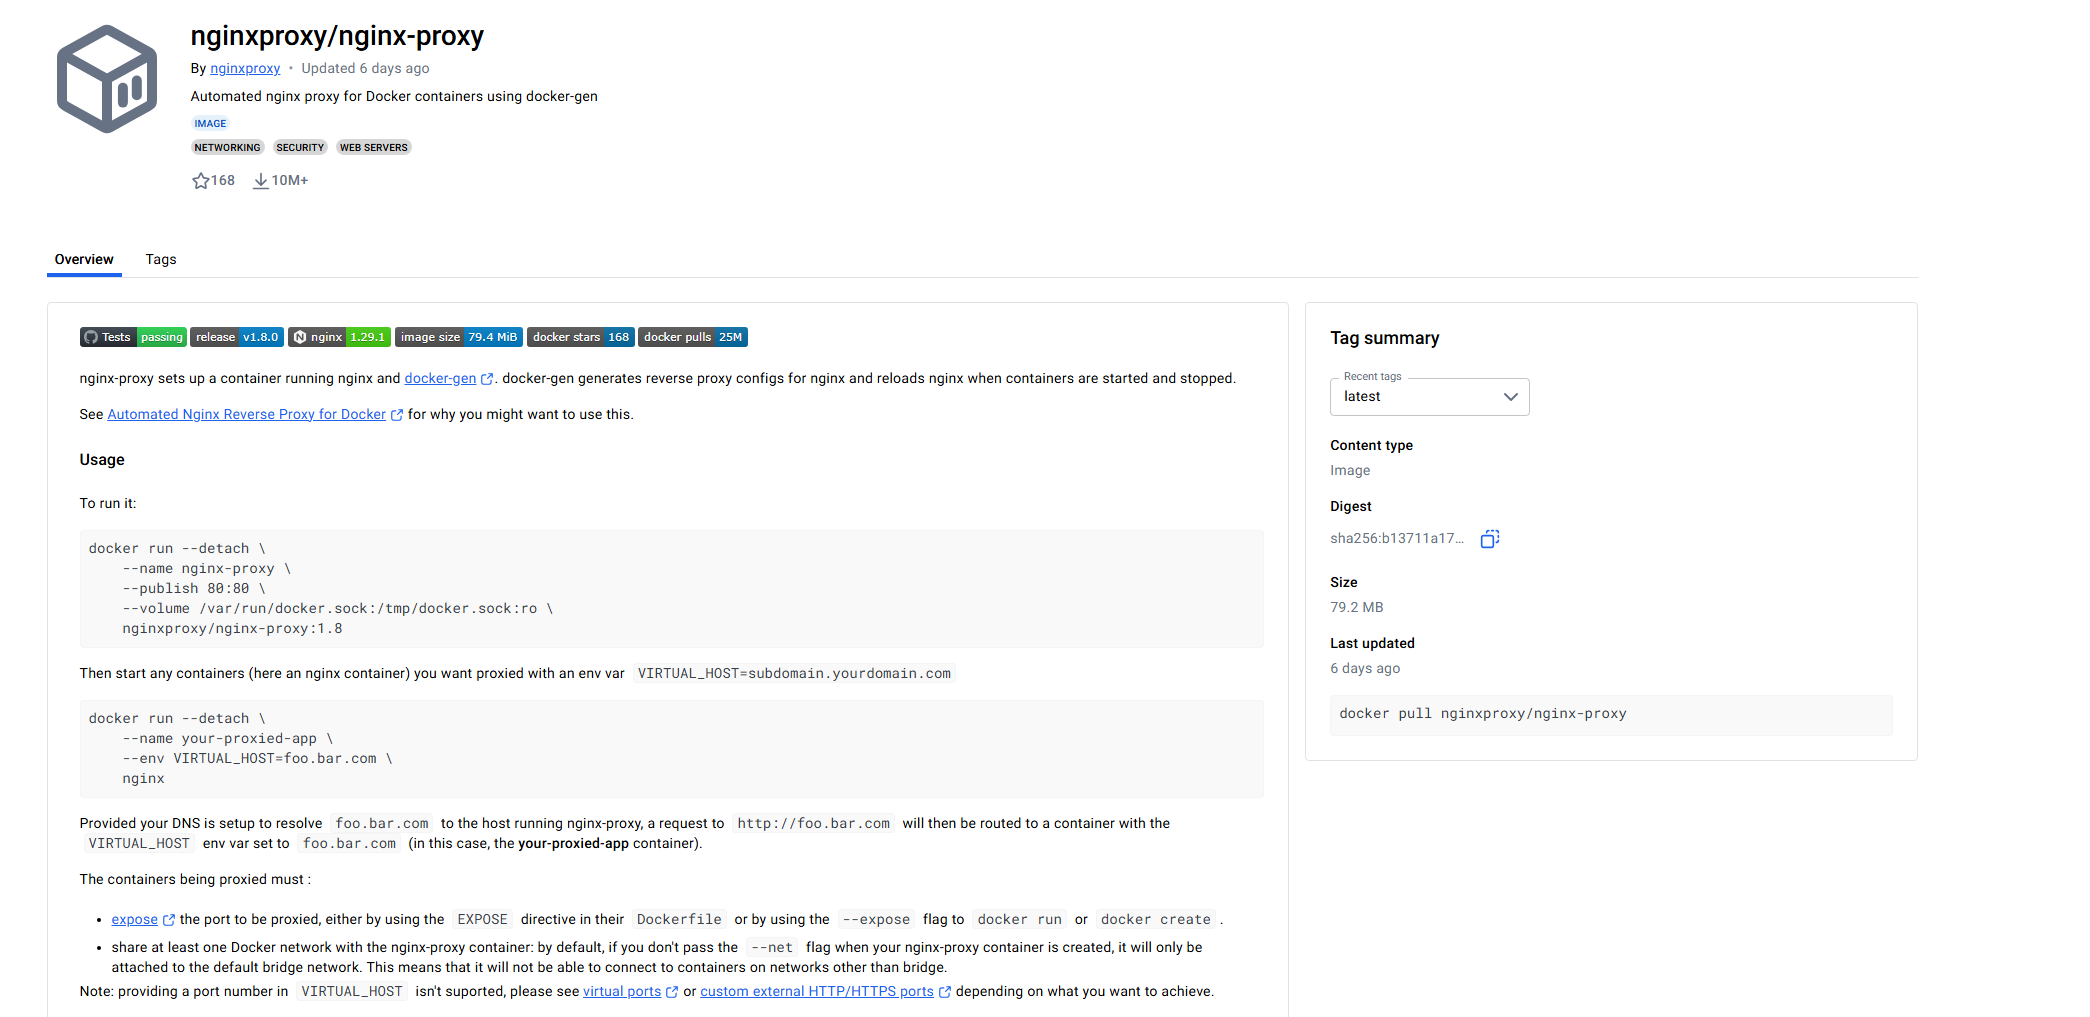 nginxproxy/nginx-proxy
By nginxproxy • Updated 6 days ago
Automated nginx proxy for Docker containers using docker-gen
IMAGE
NETWORKING SECURITY WEB SERVERS
168 10M+
Overview Tags
Tests passing release v1.8.0 nginx 1.29.1 image size 79.4 MiB docker stars 168 docker pulls 25M
nginx-proxy sets up a container running nginx and docker-gen. docker-gen generates reverse proxy configs for nginx and reloads nginx when containers are started and stopped.
See Automated Nginx Reverse Proxy for Docker for why you might want to use this.
Usage
To run it:
docker run --detach \
    --name nginx-proxy \
    --publish 80:80 \
    --volume /var/run/docker.sock:/tmp/docker.sock:ro \
    nginxproxy/nginx-proxy:1.8
Then start any containers (here an nginx container) you want proxied with an env var VIRTUAL_HOST=subdomain.yourdomain.com
docker run --detach \
    --name your-proxied-app \
    --env VIRTUAL_HOST=foo.bar.com \
    nginx
Provided your DNS is setup to resolve foo.bar.com to the host running nginx-proxy, a request to http://foo.bar.com will then be routed to a container with the
VIRTUAL_HOST env var set to foo.bar.com (in this case, the your-proxied-app container).
The containers being proxied must :
• expose the port to be proxied, either by using the EXPOSE directive in their Dockerfile or by using the --expose flag to docker run or docker create .
• share at least one Docker network with the nginx-proxy container: by default, if you don't pass the --net flag when your nginx-proxy container is created, it will only be
attached to the default bridge network. This means that it will not be able to connect to containers on networks other than bridge.
Note: providing a port number in VIRTUAL_HOST isn't suported, please see virtual ports or custom external HTTP/HTTPS ports depending on what you want to achieve.
Tag summary
Recent tags
latest
Content type
Image
Digest
sha256:b13711a17...
Size
79.2 MB
Last updated
6 days ago
docker pull nginxproxy/nginx-proxy